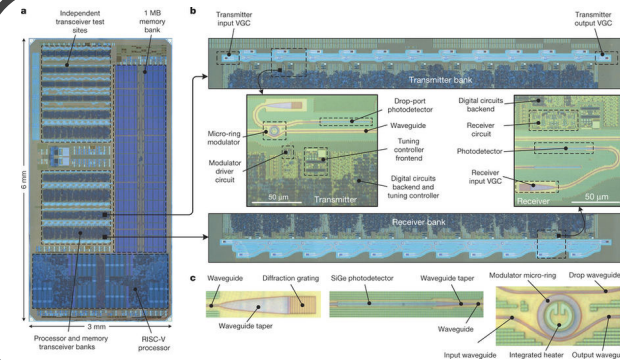 a
Independent
transceiver test
sites
1 MB
memory
bank
6 mm
3 mm
Processor and memory
transceiver banks
RISC-V
processor
b
Transmitter
input VGC
Transmitter
output VGC
Transmitter bank
Drop-port
photodetector
Waveguide
Micro-ring
modulator
Modulator
driver
circuit
Tuning
controller
frontend
Digital circuits
backend and
tuning controller
50 μm
Transmitter
Digital circuits
backend
Receiver
circuit
Photodetector
Receiver
input VGC
50 μm
Receiver
Receiver bank
c
Waveguide
Diffraction grating
Waveguide taper
SiGe photodetector
Waveguide taper
Waveguide
Modulator micro-ring
Drop waveguide
Input waveguide
Integrated heater
Output wavegu